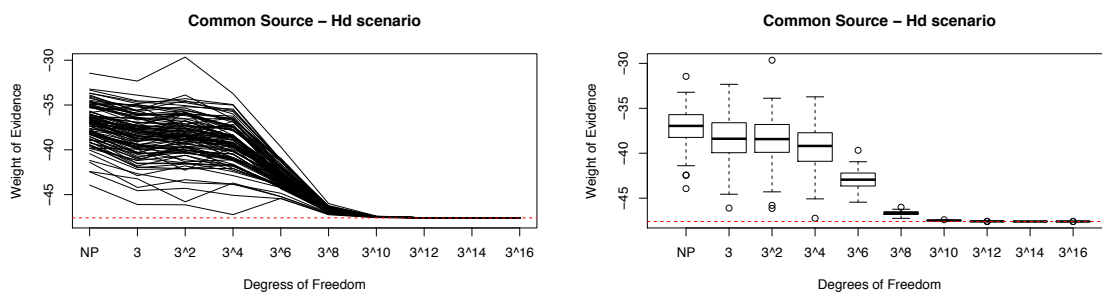 Common Source – Hd scenario
Weight of Evidence
−30
−35
−40
−45
NP 3 3^2 3^4 3^6 3^8 3^10 3^12 3^14 3^16
Degress of Freedom
Common Source – Hd scenario
Weight of Evidence
−30
−35
−40
−45
NP 3 3^2 3^4 3^6 3^8 3^10 3^12 3^14 3^16
Degrees of Freedom